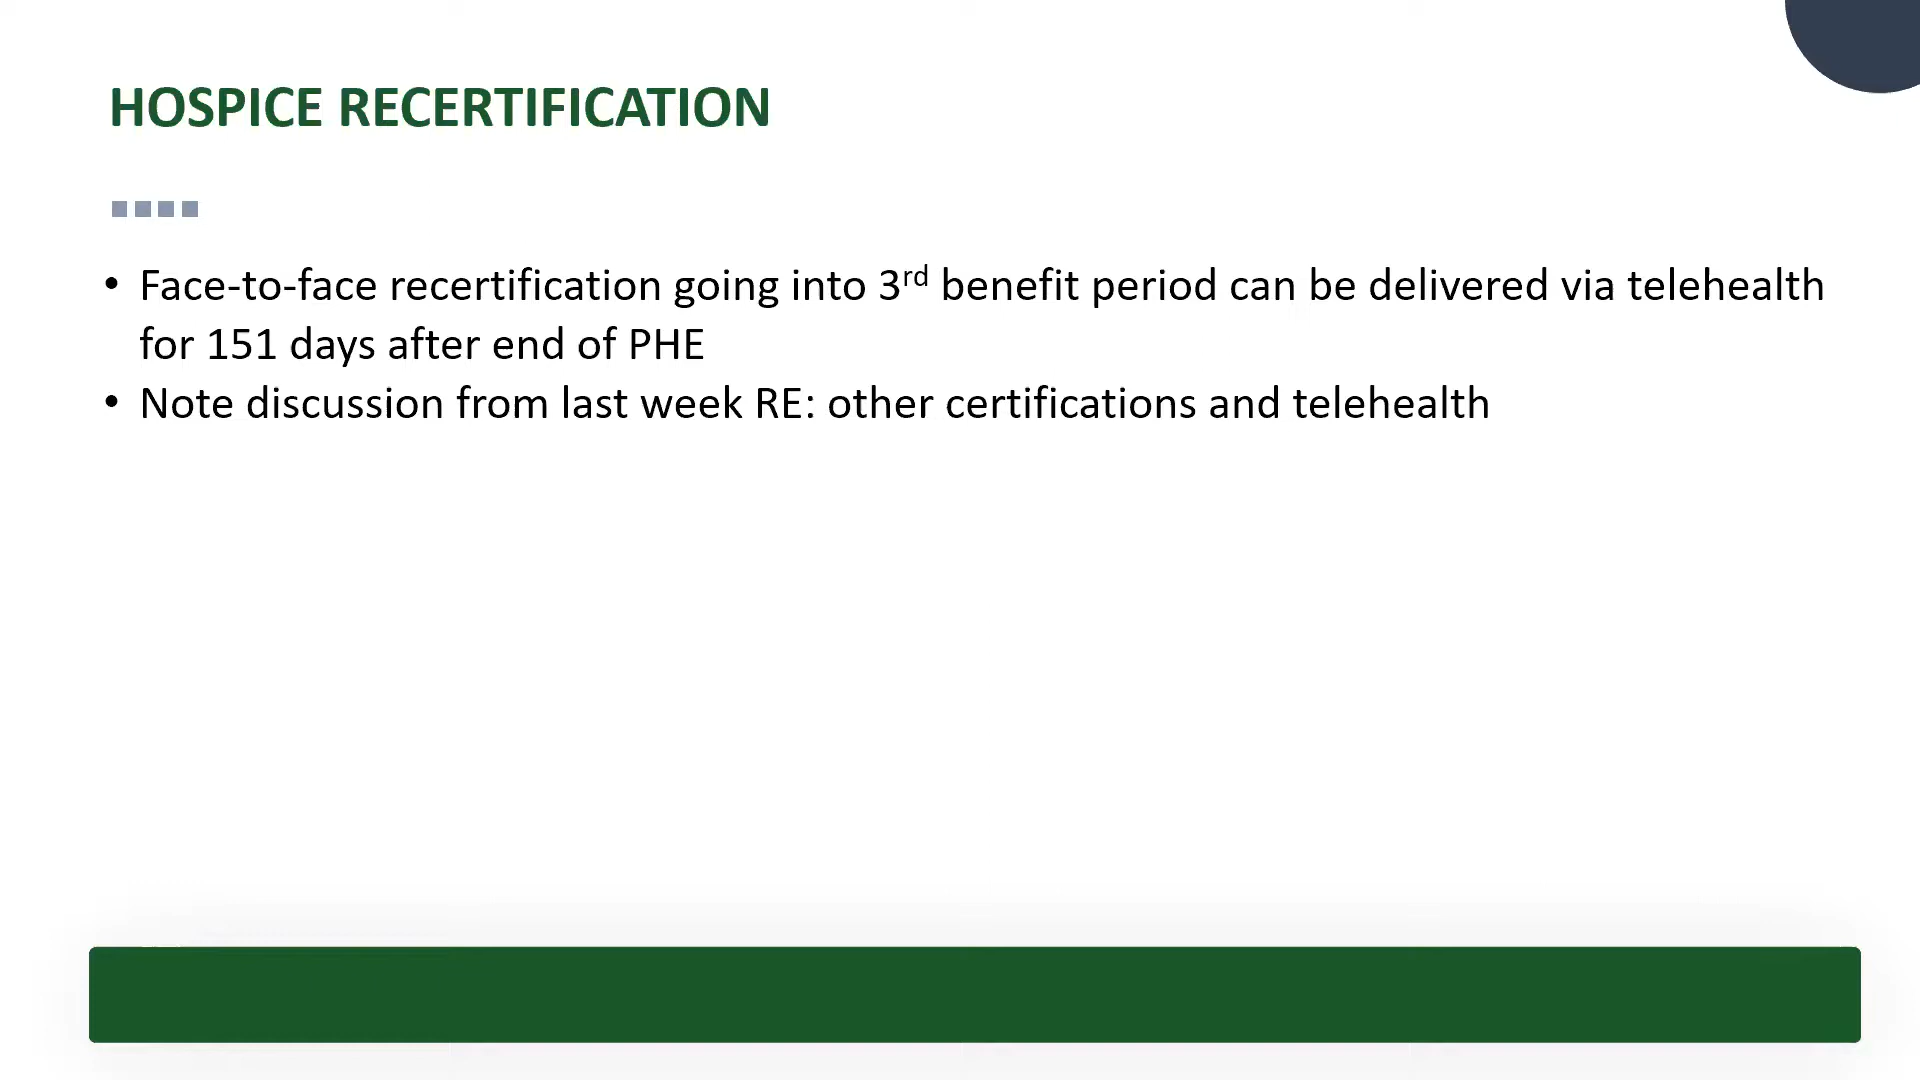 HOSPICE RECERTIFICATION
• Face-to-face recertification going into 3rd benefit period can be delivered via telehealth
for 151 days after end of PHE
• Note discussion from last week RE: other certifications and telehealth